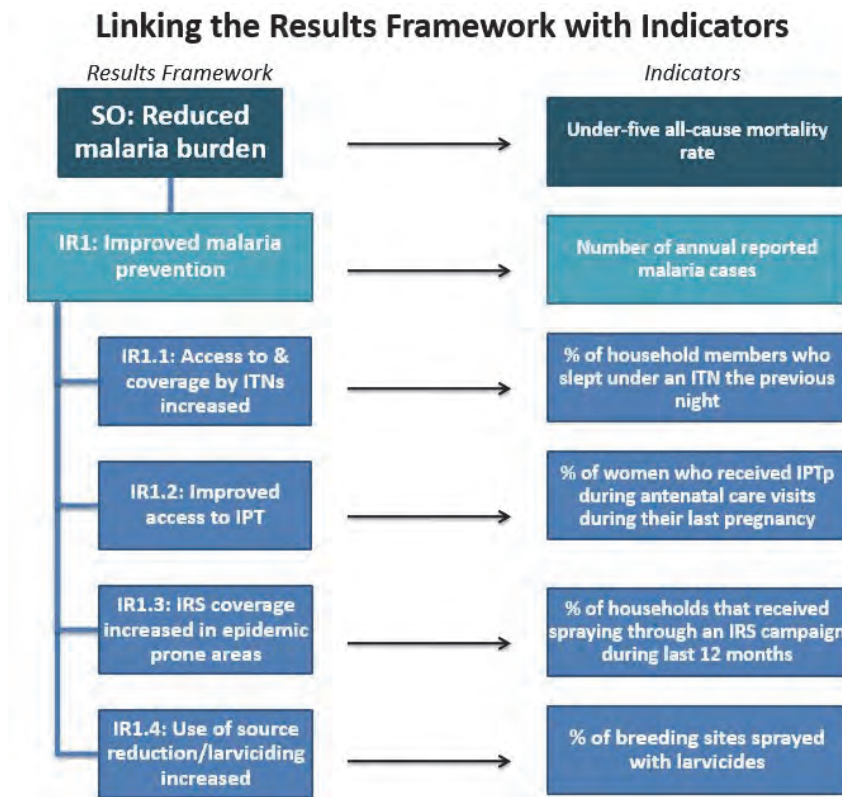 Linking the Results Framework with Indicators
Results Framework
Indicators
SO: Reduced
malaria burden
Under-five all-cause mortality
rate
IR1: Improved malaria
prevention
Number of annual reported
malaria cases
IR1.1: Access to &
coverage by ITNs
increased
% of household members who
slept under an ITN the previous
night
IR1.2: Improved
access to IPT
% of women who received IPTp
during antenatal care visits
during their last pregnancy
IR1.3: IRS coverage
increased in epidemic
prone areas
% of households that received
spraying through an IRS campaign
during last 12 months
IR1.4: Use of source
reduction/larviciding
increased
% of breeding sites sprayed
with larvicides